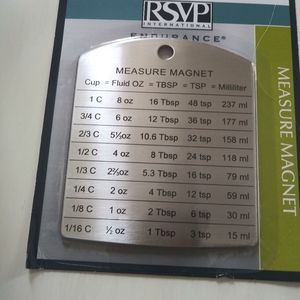 RSVP
INTERNATIONAL
ENDURANCE®
MEASURE MAGNET
Cup = Fluid OZ = TBSP = TSP = Milliliter
1 C 8 oz 16 Tbsp 48 tsp 237 ml
3/4 C 6 oz 12 Tbsp 36 tsp 177 ml
2/3 C 5⅓oz 10.6 Tbsp 32 tsp 158 ml
1/2 C 4 oz 8 Tbsp 24 tsp 118 ml
1/3 C 2⅔oz 5.3 Tbsp 16 tsp 79 ml
1/4 C 2 oz 4 Tbsp 12 tsp 59 ml
1/8 C 1 oz 2 Tbsp 6 tsp 30 ml
1/16 C ½ oz 1 Tbsp 3 tsp 15 ml
MEASURE MAGNET